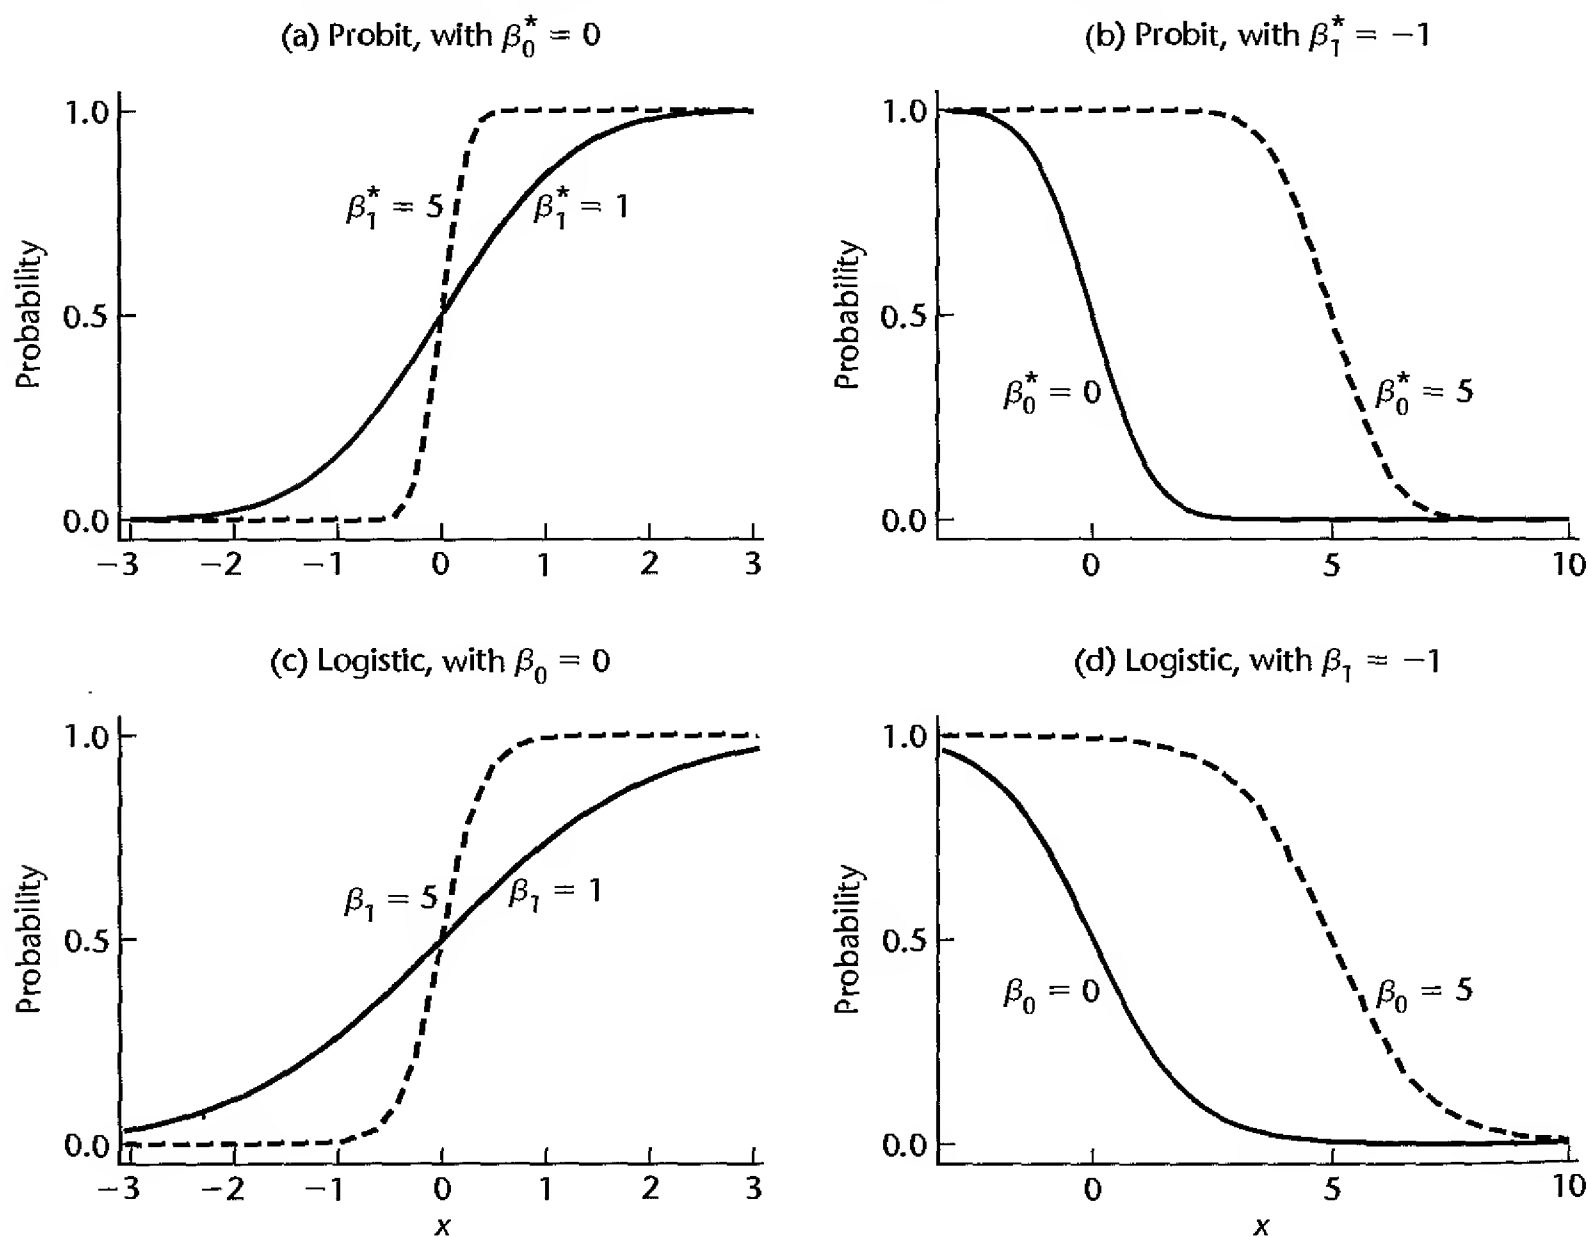 (a) Probit, with β₀* = 0
1.0
0.5
0.0
Probability
β₁* = 5
β₁* = 1
−3 −2 −1 0 1 2 3
(b) Probit, with β₁* = −1
1.0
0.5
0.0
Probability
β₀* = 0
β₀* = 5
0 5 10
(c) Logistic, with β₀ = 0
1.0
0.5
0.0
Probability
β₁ = 5
β₁ = 1
−3 −2 −1 0 1 2 3
x
(d) Logistic, with β₁ = −1
1.0
0.5
0.0
Probability
β₀ = 0
β₀ = 5
0 5 10
x